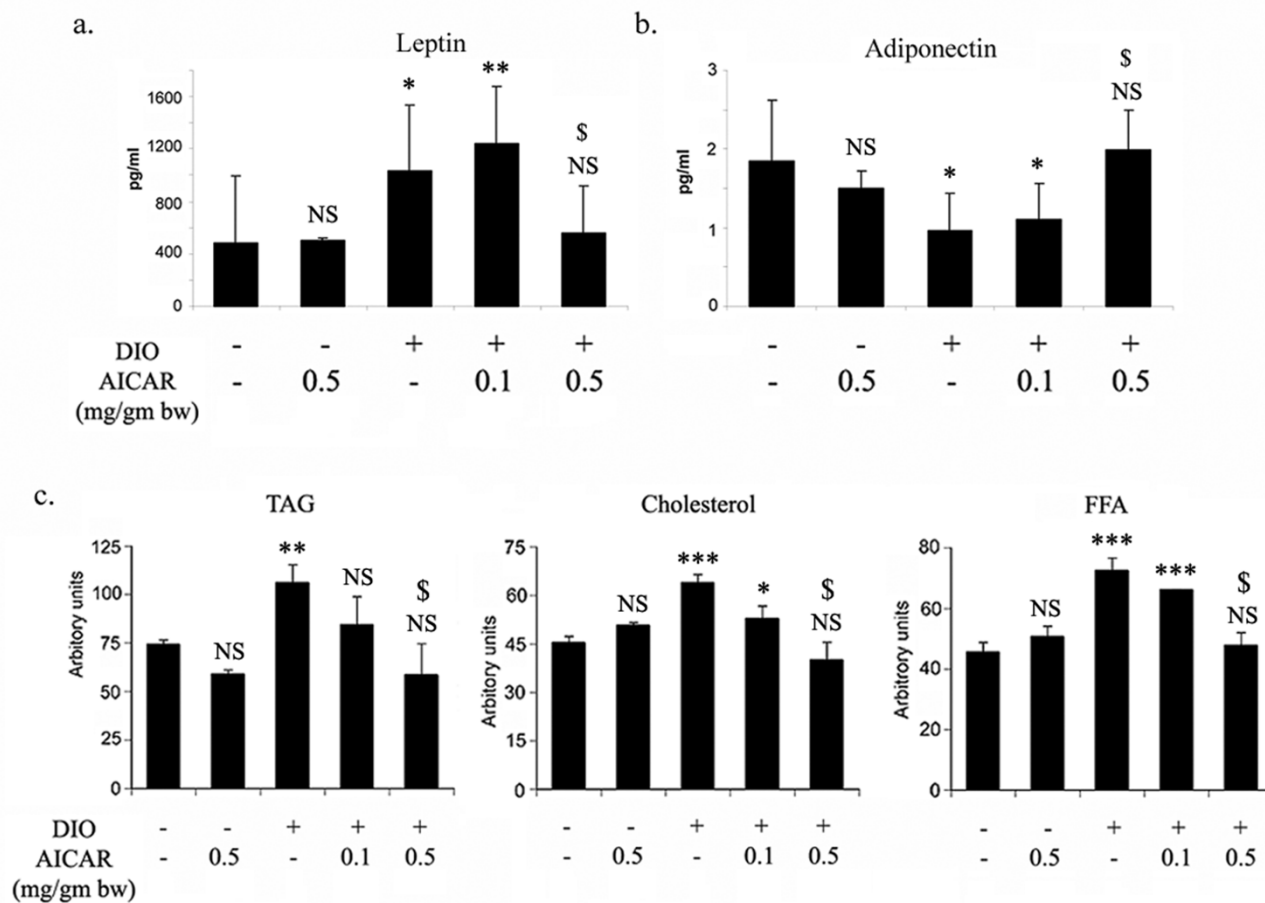 a.
Leptin
pg/ml
1600
1200
800
400
0
NS
*
**
$
NS
DIO - - + + +
AICAR - 0.5 - 0.1 0.5
(mg/gm bw)
b.
Adiponectin
pg/ml
3
2
1
0
NS
*
*
$
NS
- - + + +
- 0.5 - 0.1 0.5
c.
TAG
Arbitory units
125
100
75
50
25
0
NS
**
NS
$
NS
DIO - - + + +
AICAR - 0.5 - 0.1 0.5
(mg/gm bw)
Cholesterol
Arbitory units
75
60
45
30
15
0
NS
***
*
$
NS
- - + + +
- 0.5 - 0.1 0.5
FFA
Arbitrory units
80
60
40
20
0
NS
***
***
$
NS
- - + + +
- 0.5 - 0.1 0.5